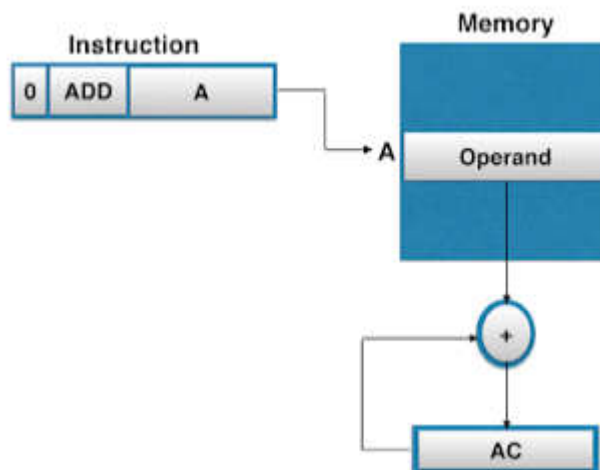 Memory
Instruction
0 ADD A
A Operand
+
AC